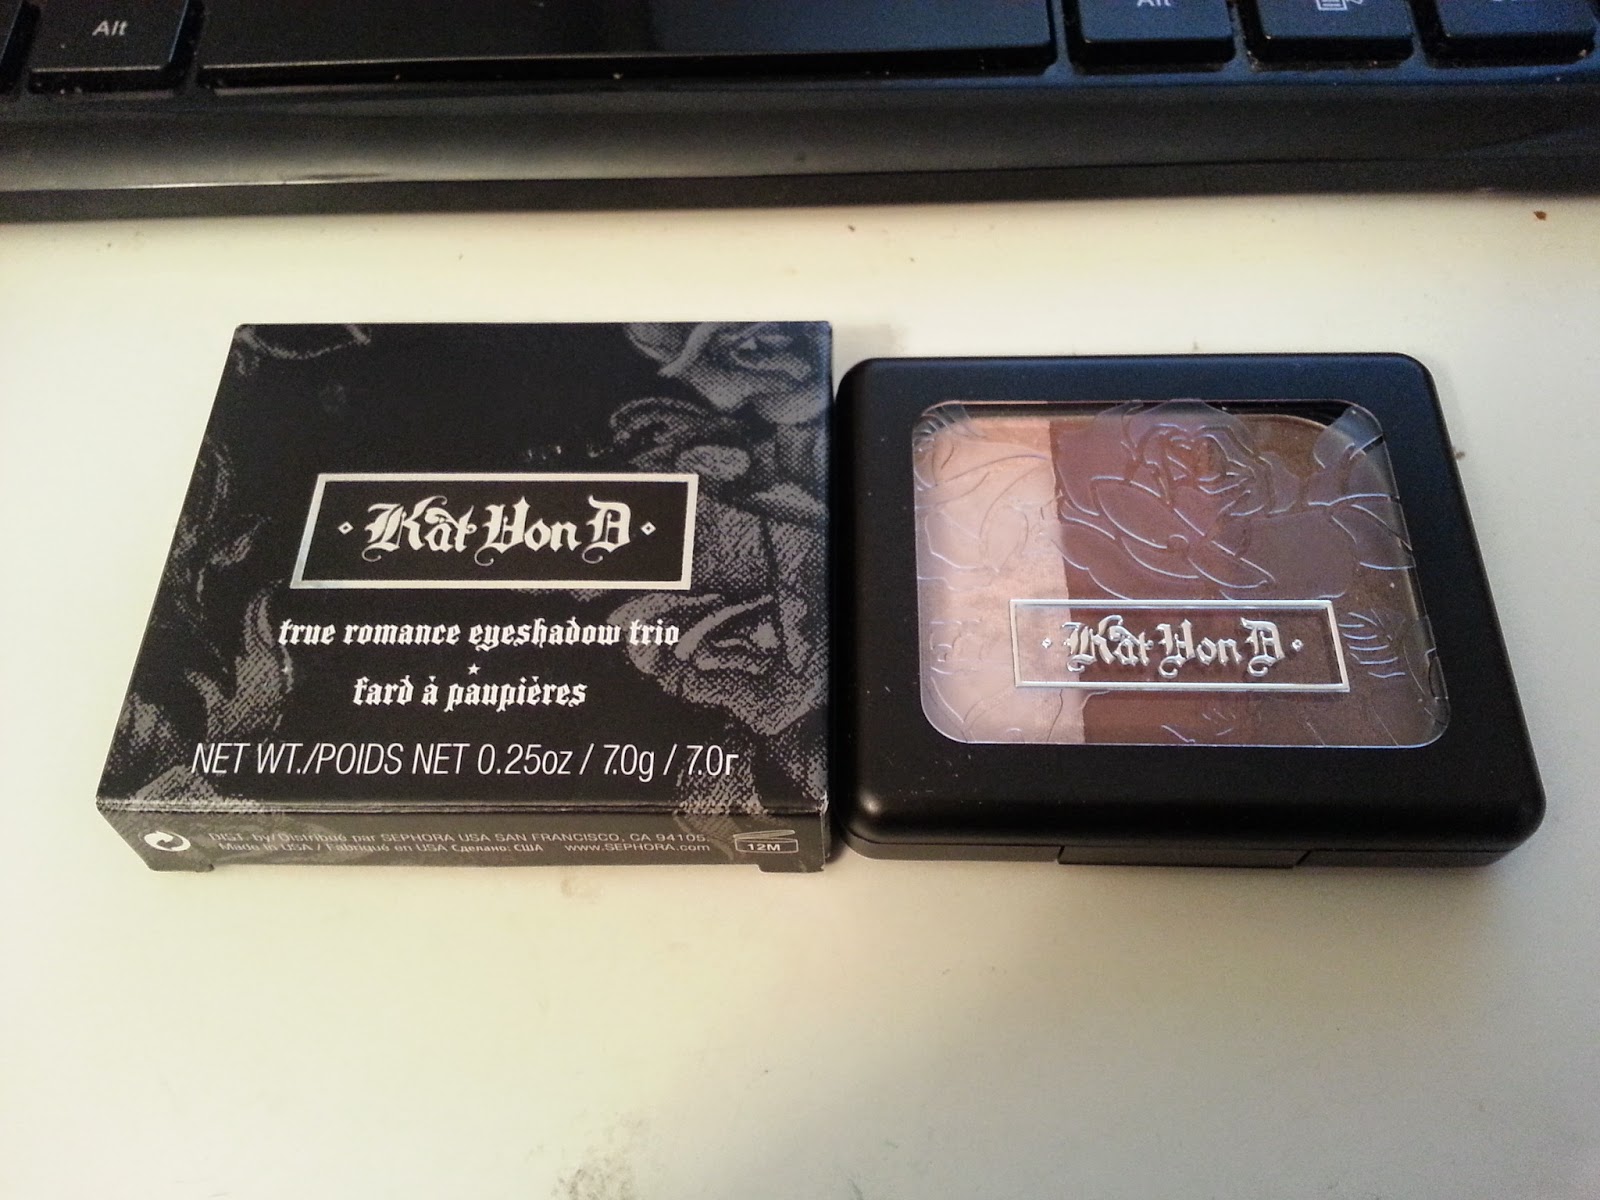 Alt
Alt
· Kat Von D ·
true romance eyeshadow trio
fard à paupières
NET WT./POIDS NET 0.25oz / 7.0g / 7.0г
DIST. by/ Distribué par SEPHORA USA SAN FRANCISCO, CA 94105.
Made in USA / Fabriqué en USA Сделано: США www.SEPHORA.com
12M
· Kat Von D ·